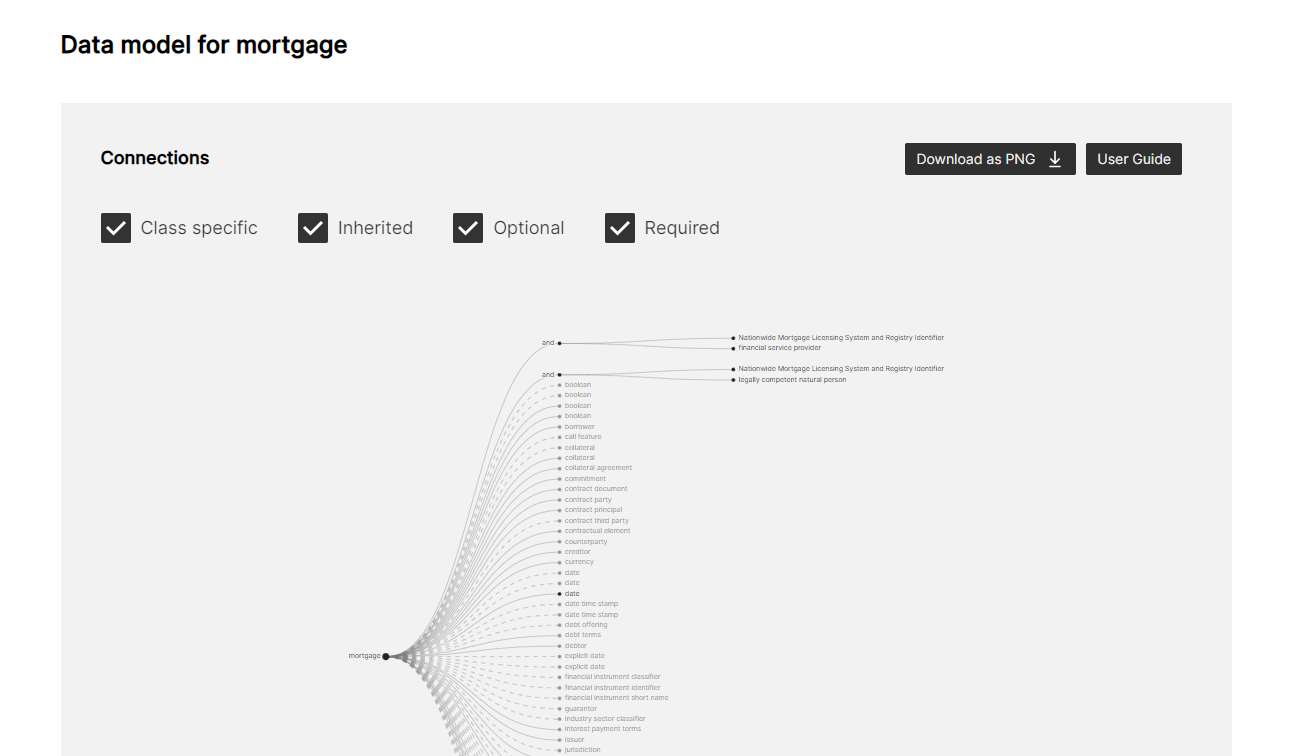 Data model for mortgage
Connections
Download as PNG
User Guide
Class specific
Inherited
Optional
Required
and
Nationwide Mortgage Licensing System and Registry Identifier
financial service provider
and
Nationwide Mortgage Licensing System and Registry Identifier
legally competent natural person
boolean
boolean
boolean
boolean
borrower
call feature
collateral
collateral
collateral agreement
commitment
contract document
contract party
contract principal
contract third party
contractual element
counterparty
creditor
currency
date
date
date
date time stamp
date time stamp
debt offering
debt terms
debtor
mortgage
explicit date
explicit date
financial instrument classifier
financial instrument identifier
financial instrument short name
guarantor
industry sector classifier
interest payment terms
issuer
jurisdiction